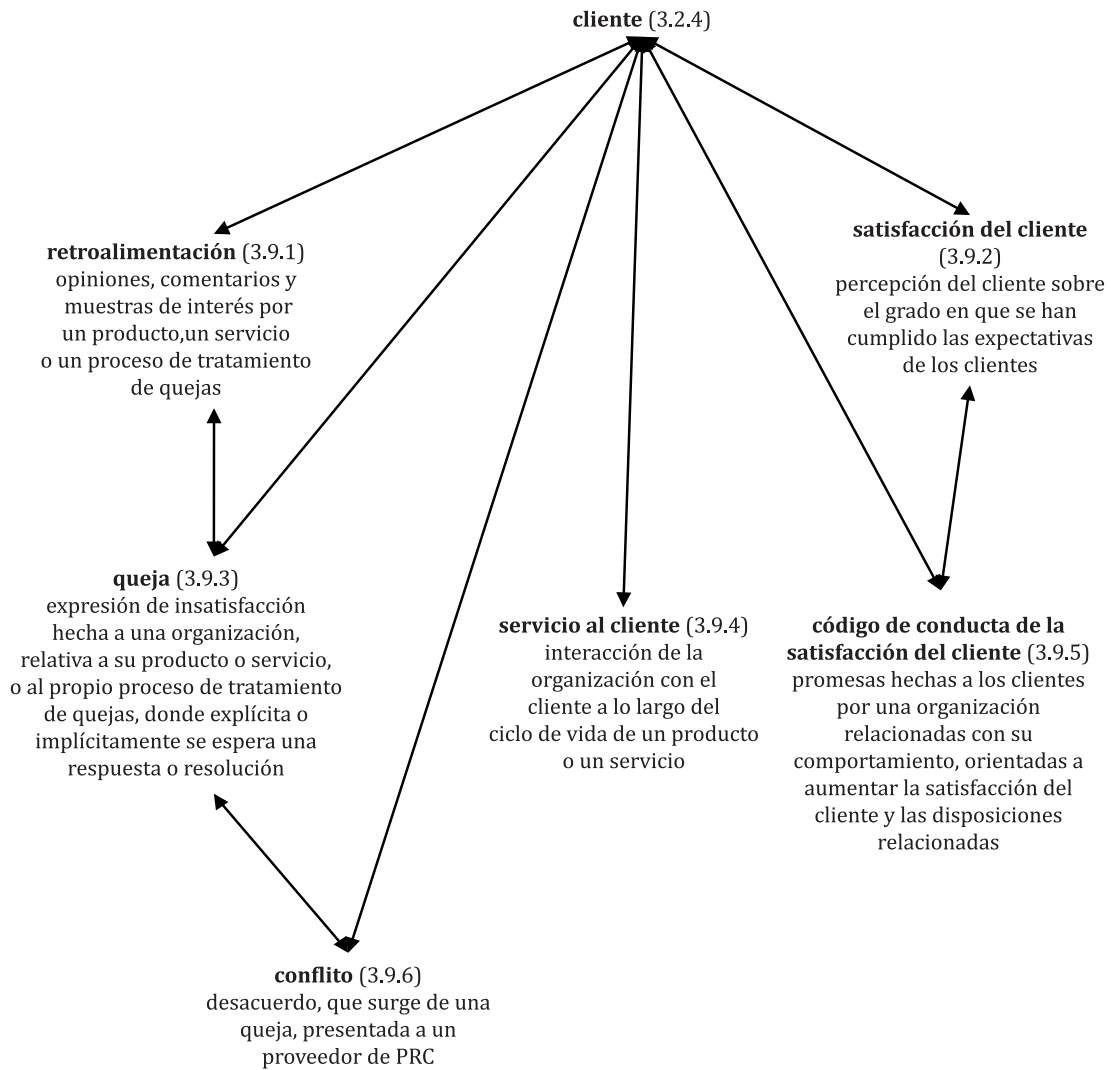 cliente (3.2.4)
retroalimentación (3.9.1)
opiniones, comentarios y
muestras de interés por
un producto,un servicio
o un proceso de tratamiento
de quejas
satisfacción del cliente
(3.9.2)
percepción del cliente sobre
el grado en que se han
cumplido las expectativas
de los clientes
queja (3.9.3)
expresión de insatisfacción
hecha a una organización,
relativa a su producto o servicio,
o al propio proceso de tratamiento
de quejas, donde explícita o
implícitamente se espera una
respuesta o resolución
servicio al cliente (3.9.4)
interacción de la
organización con el
cliente a lo largo del
ciclo de vida de un producto
o un servicio
código de conducta de la
satisfacción del cliente (3.9.5)
promesas hechas a los clientes
por una organización
relacionadas con su
comportamiento, orientadas a
aumentar la satisfacción del
cliente y las disposiciones
relacionadas
conflito (3.9.6)
desacuerdo, que surge de una
queja, presentada a un
proveedor de PRC